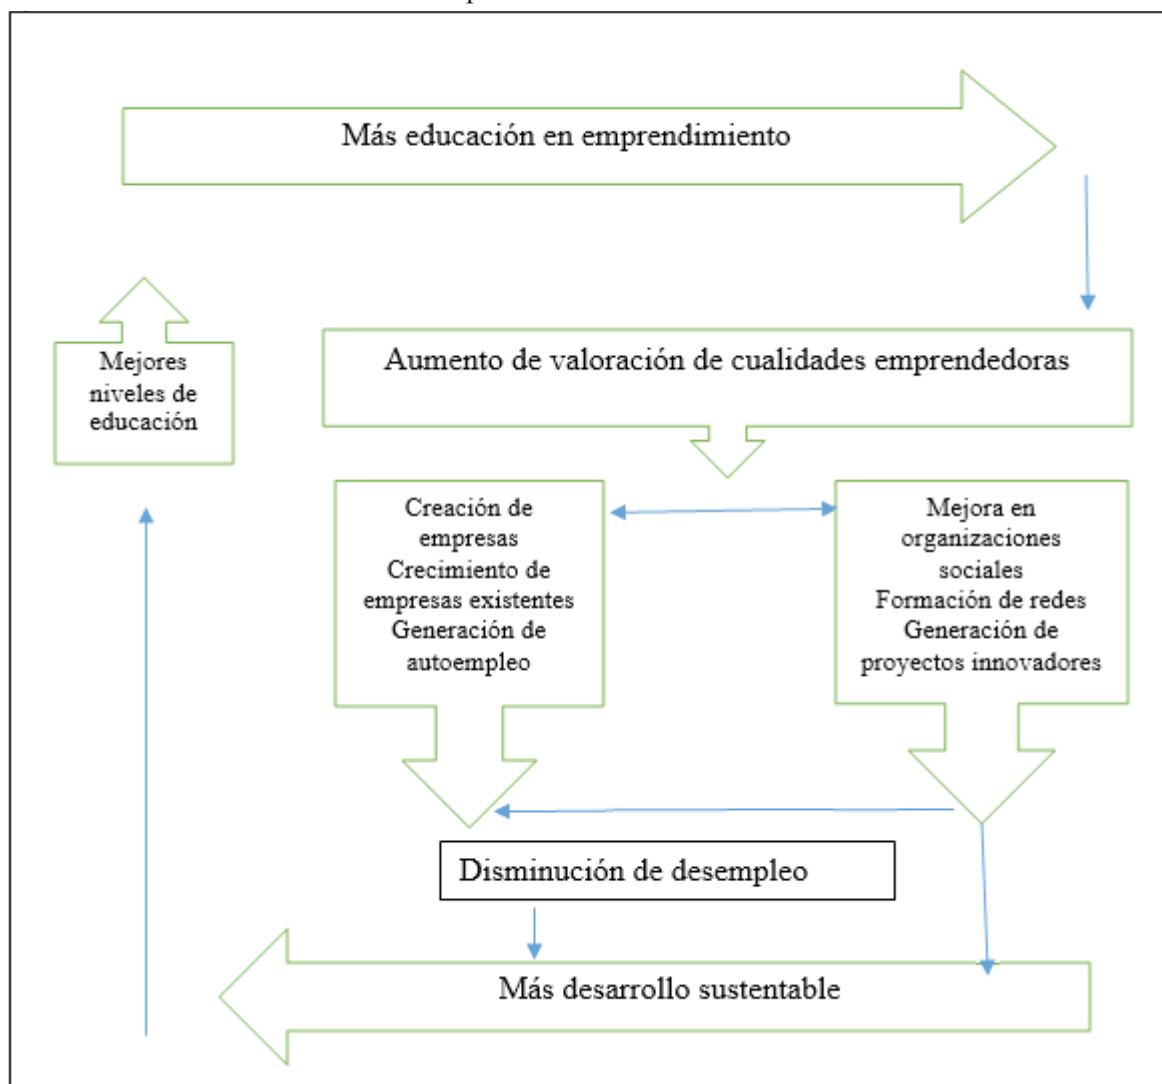 Más educación en emprendimiento
Mejores
niveles de
educación
Aumento de valoración de cualidades emprendedoras
Creación de
empresas
Crecimiento de
empresas existentes
Generación de
autoempleo
Mejora en
organizaciones
sociales
Formación de redes
Generación de
proyectos innovadores
Disminución de desempleo
Más desarrollo sustentable